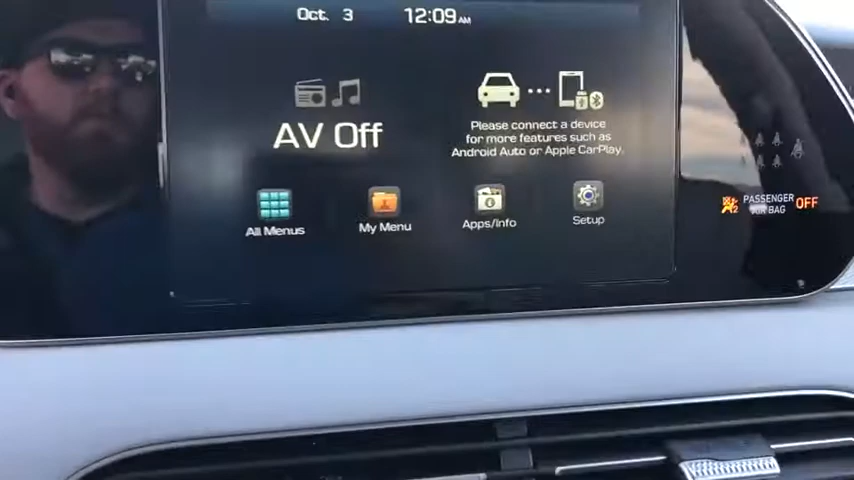 Oct. 3 12:09 AM
AV Off
Please connect a device
for more features such as
Android Auto or Apple CarPlay.
All Menus
My Menu
Apps/Info
Setup
2 PASSENGER
AIR BAG OFF